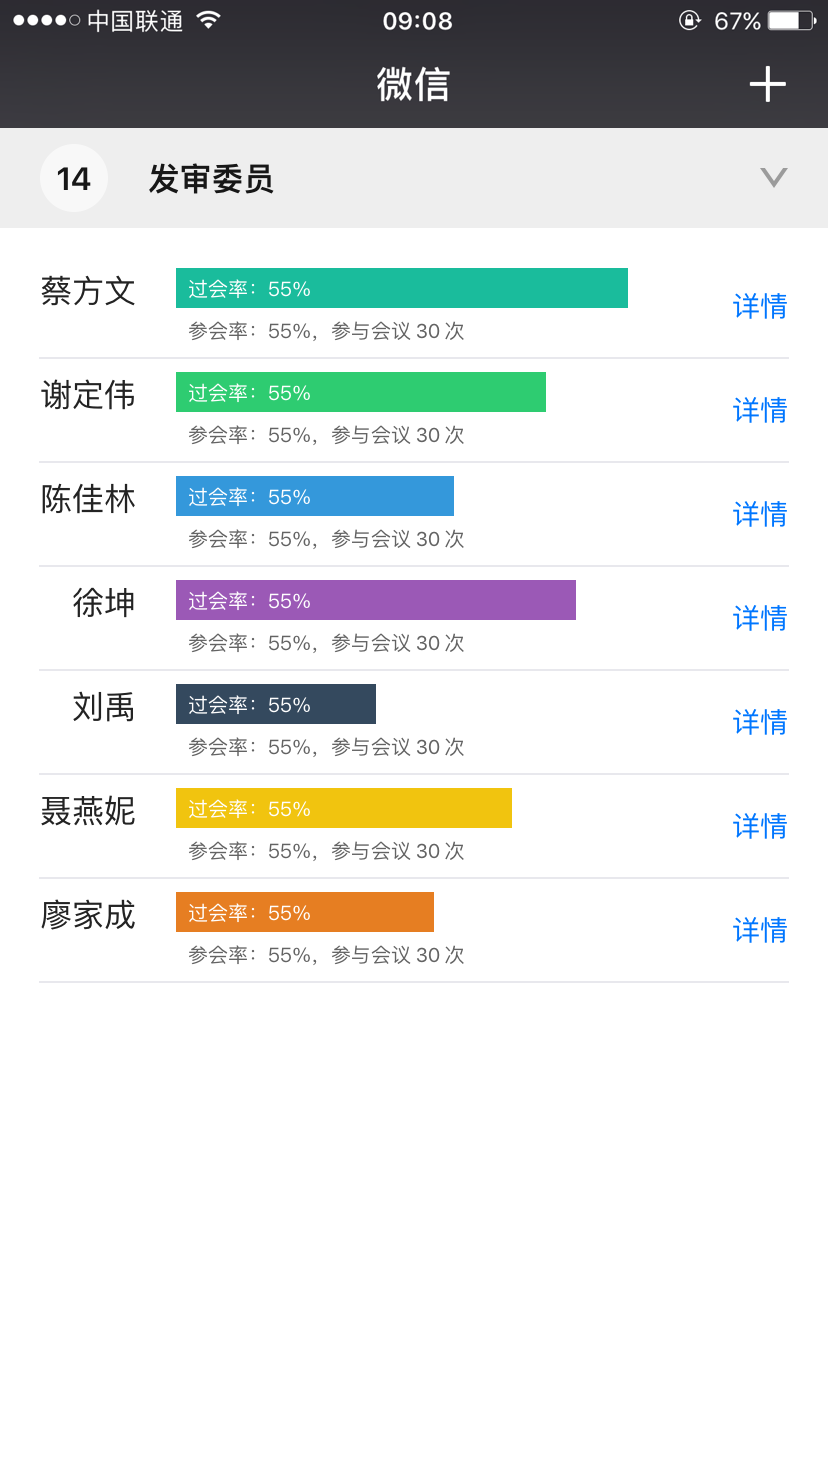 中国联通 09:08 67%
微信
14 发审委员
蔡方文 过会率：55%
参会率：55%，参与会议 30 次
详情
谢定伟 过会率：55%
参会率：55%，参与会议 30 次
详情
陈佳林 过会率：55%
参会率：55%，参与会议 30 次
详情
徐坤 过会率：55%
参会率：55%，参与会议 30 次
详情
刘禹 过会率：55%
参会率：55%，参与会议 30 次
详情
聂燕妮 过会率：55%
参会率：55%，参与会议 30 次
详情
廖家成 过会率：55%
参会率：55%，参与会议 30 次
详情